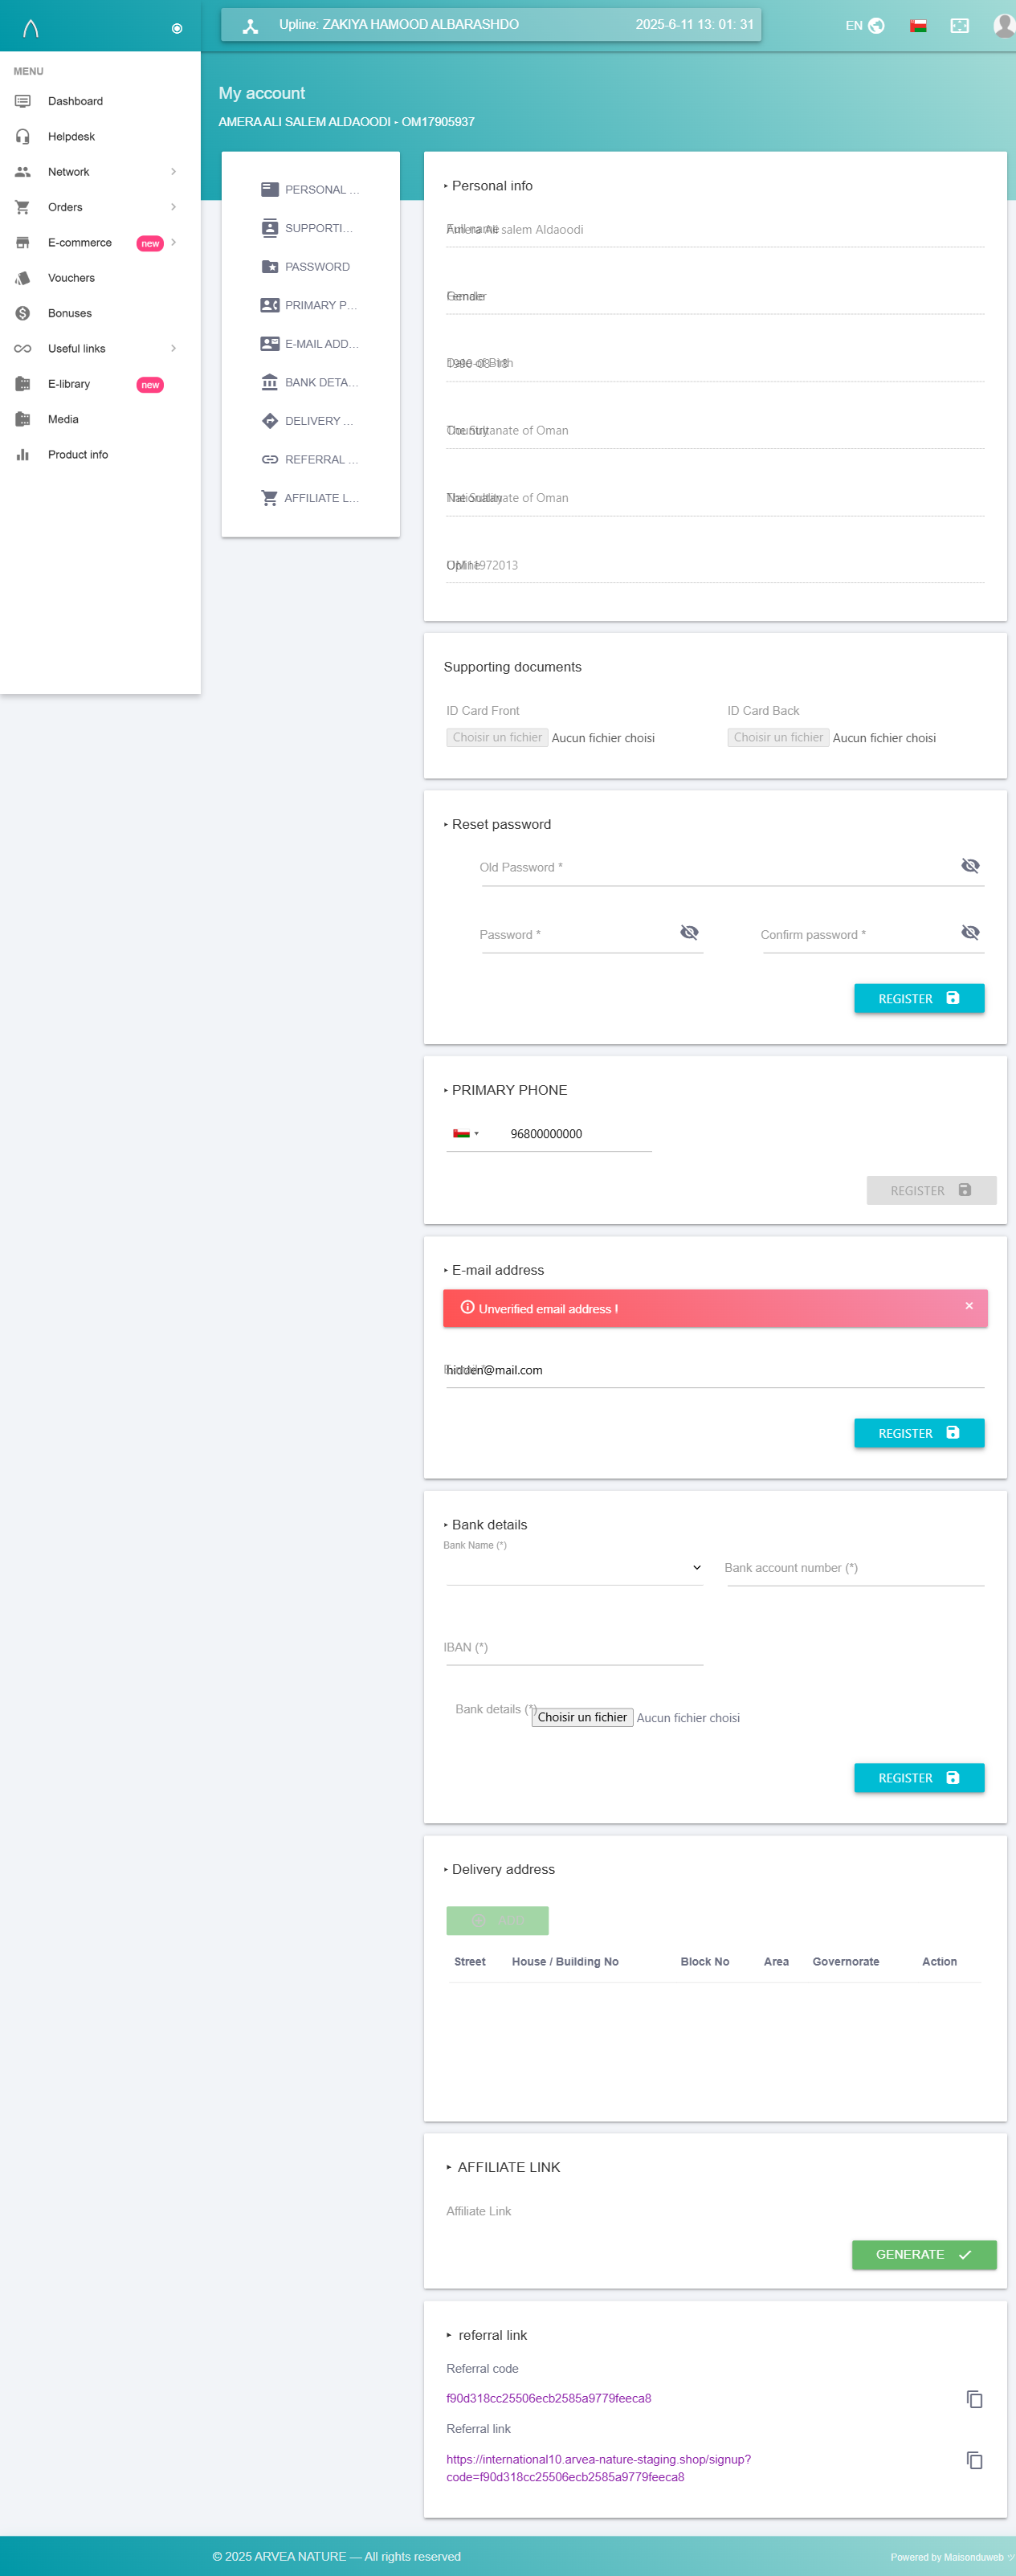 Upline: ZAKIYA HAMOOD ALBARASHDO
2025-6-11 13: 01: 31
EN
MENU
Dashboard
Helpdesk
Network
Orders
E-commerce new
Vouchers
Bonuses
Useful links
E-library new
Media
Product info
My account
AMERA ALI SALEM ALDAOODI - OM17905937
PERSONAL ...
SUPPORTI...
PASSWORD
PRIMARY P...
E-MAIL ADD...
BANK DETA...
DELIVERY ...
REFERRAL ...
AFFILIATE L...
Personal info
Full name
Amera Ali salem Aldaoodi
Gender
Female
Date of Birth
Country
The Sultanate of Oman
Nationality
The Sultanate of Oman
Upline
OM11972013
Supporting documents
ID Card Front
Choisir un fichier Aucun fichier choisi
ID Card Back
Choisir un fichier Aucun fichier choisi
Reset password
Old Password *
Password *
Confirm password *
REGISTER
PRIMARY PHONE
96800000000
REGISTER
E-mail address
Unverified email address !
×
hidden@mail.com
REGISTER
Bank details
Bank Name (*)
Bank account number (*)
IBAN (*)
Bank details (*)
Choisir un fichier Aucun fichier choisi
REGISTER
Delivery address
Street House / Building No Block No Area Governorate Action
AFFILIATE LINK
Affiliate Link
GENERATE
referral link
Referral code
f90d318cc25506ecb2585a9779feeca8
Referral link
https://international10.arvea-nature-staging.shop/signup?
code=f90d318cc25506ecb2585a9779feeca8
© 2025 ARVEA NATURE — All rights reserved
Powered by Maisonduweb ツ